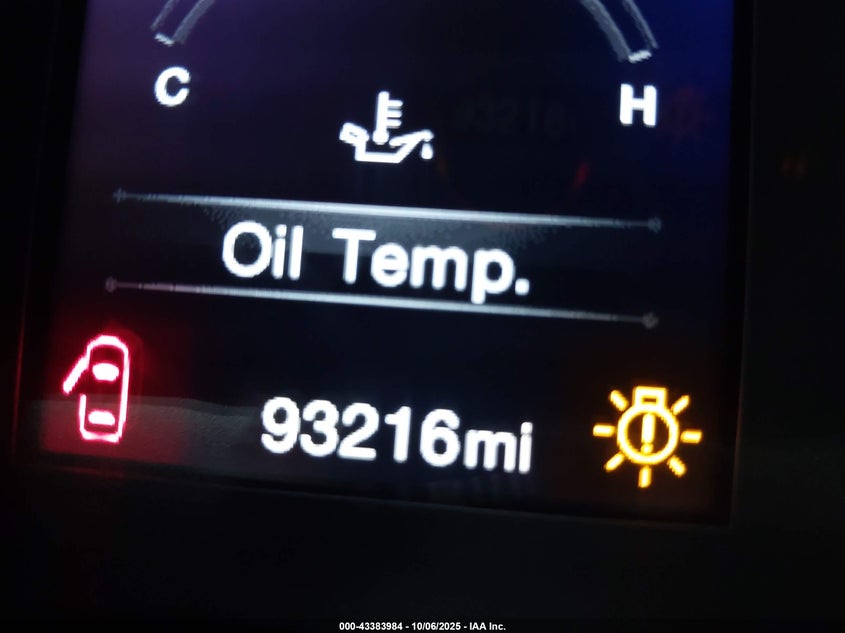 C H
Oil Temp.
93216mi
000-43383984 - 10/06/2025 - IAA Inc.